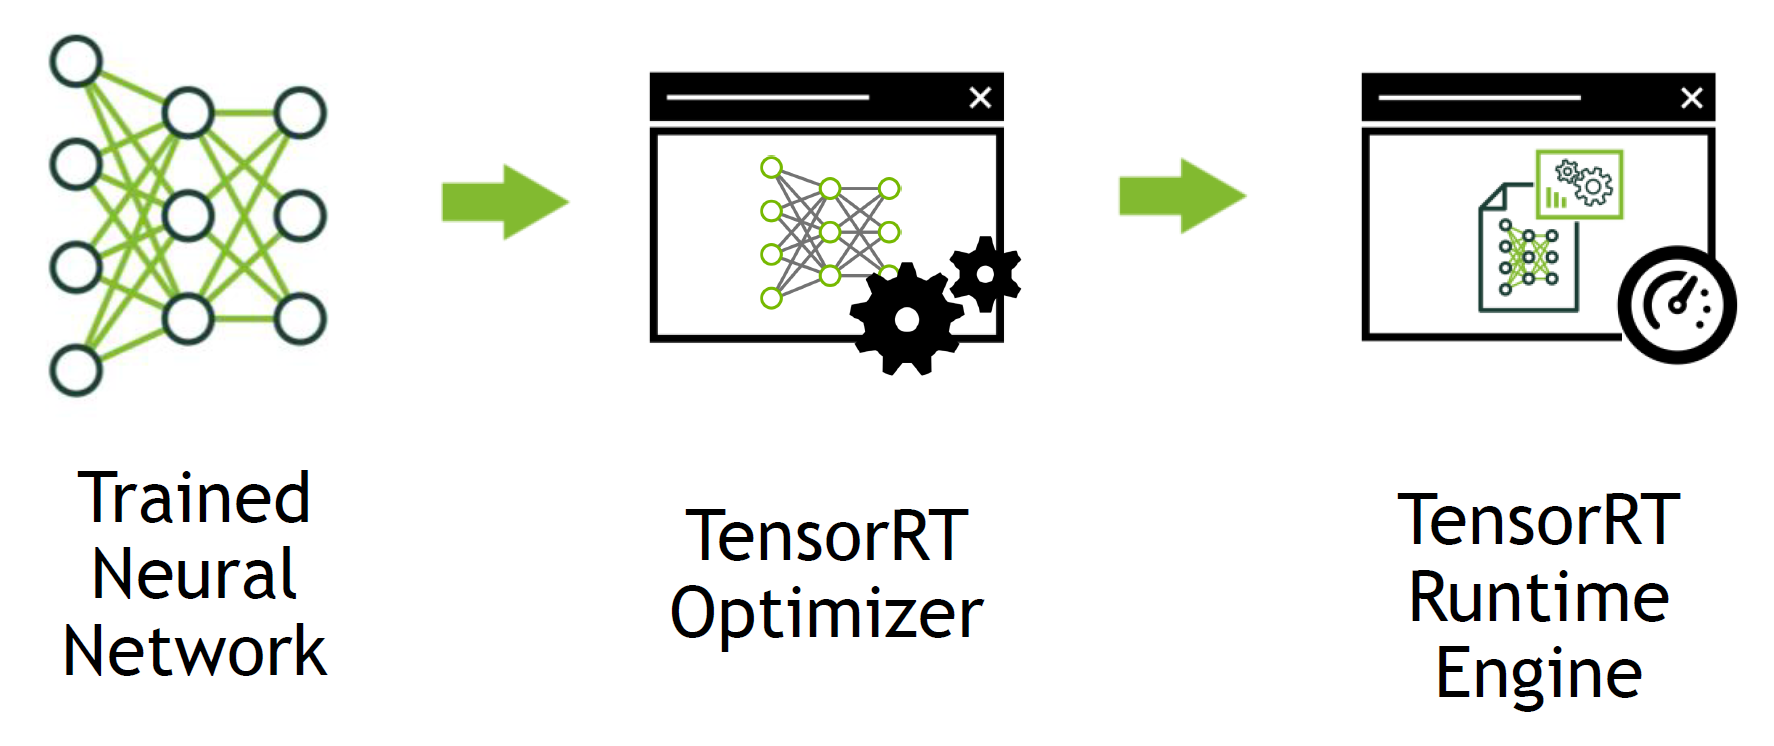 Trained
Neural
Network
TensorRT
Optimizer
TensorRT
Runtime
Engine